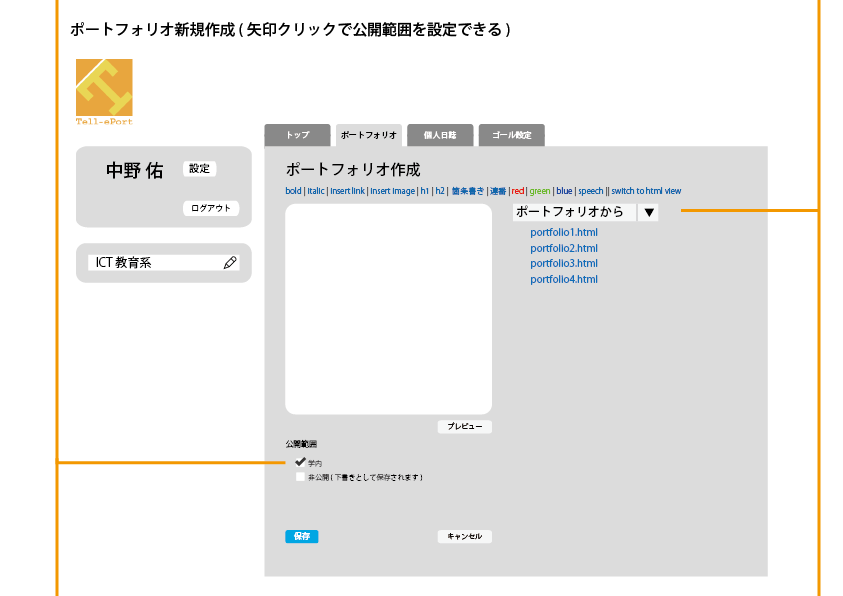 ポートフォリオ新規作成 ( 矢印クリックで公開範囲を設定できる )
Tell-ePort
トップ ポートフォリオ 個人日誌 ゴール設定
中野 佑 設定
ログアウト
ICT 教育系
ポートフォリオ作成
bold | italic | insert link | insert image | h1 | h2 | 箇条書き | 連番 | red | green | blue | speech || switch to html view
ポートフォリオから ▼
portfolio1.html
portfolio2.html
portfolio3.html
portfolio4.html
プレビュー
公開範囲
学内
非公開 ( 下書きとして保存されます )
保存 キャンセル